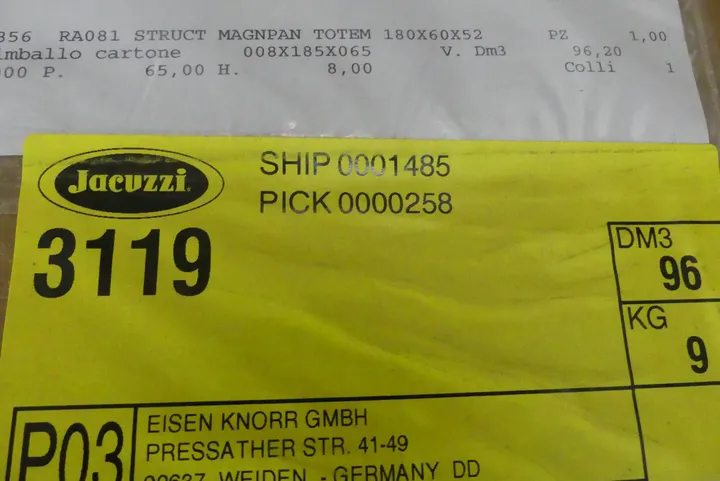 356 RA081 STRUCT MAGNPAN TOTEM 180X60X52 PZ 1,00
imballo cartone 008X185X065 V. Dm3 96,20
000 P. 65,00 H. 8,00 Colli 1
Jacuzzi
SHIP 0001485
PICK 0000258
3119
DM3
96
KG
9
P03
EISEN KNORR GMBH
PRESSATHER STR. 41-49
WEIDEN - GERMANY DD